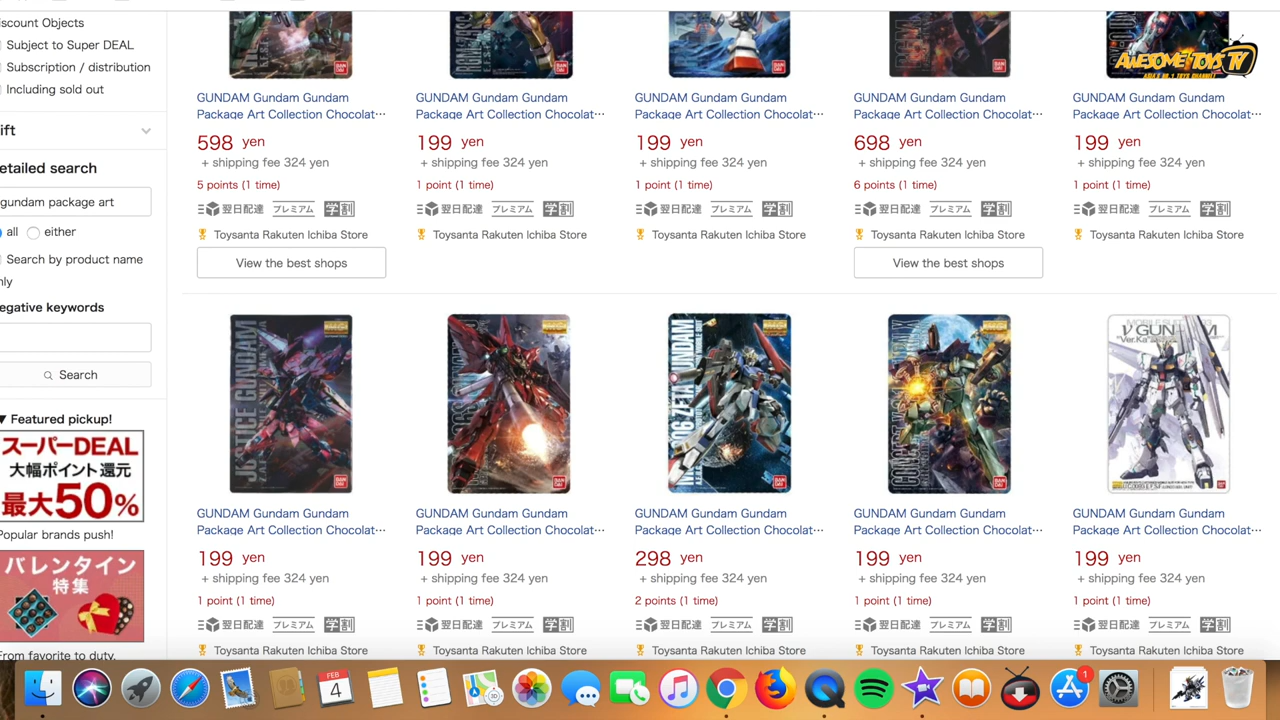 iscount Objects
Subject to Super DEAL
Subscription / distribution
Including sold out
ift
etailed search
gundam package art
all either
Search by product name
nly
egative keywords
Search
▼ Featured pickup!
スーパーDEAL
大幅ポイント還元
最大50%
Popular brands push!
バレンタイン
特集
From favorite to duty.
AWESOME TOYS TV
ASIA'S NO.1 TOYS CHANNEL
GUNDAM Gundam Gundam
Package Art Collection Chocolat…
598 yen
+ shipping fee 324 yen
5 points (1 time)
翌日配達 プレミアム 学割
Toysanta Rakuten Ichiba Store
View the best shops
GUNDAM Gundam Gundam
Package Art Collection Chocolat…
199 yen
+ shipping fee 324 yen
1 point (1 time)
翌日配達 プレミアム 学割
Toysanta Rakuten Ichiba Store
GUNDAM Gundam Gundam
Package Art Collection Chocolat…
199 yen
+ shipping fee 324 yen
1 point (1 time)
翌日配達 プレミアム 学割
Toysanta Rakuten Ichiba Store
GUNDAM Gundam Gundam
Package Art Collection Chocolat…
698 yen
+ shipping fee 324 yen
6 points (1 time)
翌日配達 プレミアム 学割
Toysanta Rakuten Ichiba Store
View the best shops
GUNDAM Gundam Gundam
Package Art Collection Chocolat…
199 yen
+ shipping fee 324 yen
1 point (1 time)
翌日配達 プレミアム 学割
Toysanta Rakuten Ichiba Store
JUSTICE GUNDAM
BANDAI
GUNDAM Gundam Gundam
Package Art Collection Chocolat…
199 yen
+ shipping fee 324 yen
1 point (1 time)
翌日配達 プレミアム 学割
Toysanta Rakuten Ichiba Store
BANDAI
GUNDAM Gundam Gundam
Package Art Collection Chocolat…
199 yen
+ shipping fee 324 yen
1 point (1 time)
翌日配達 プレミアム 学割
Toysanta Rakuten Ichiba Store
ZETA GUNDAM
BANDAI
GUNDAM Gundam Gundam
Package Art Collection Chocolat…
298 yen
+ shipping fee 324 yen
2 points (1 time)
翌日配達 プレミアム 学割
Toysanta Rakuten Ichiba Store
BANDAI
GUNDAM Gundam Gundam
Package Art Collection Chocolat…
199 yen
+ shipping fee 324 yen
1 point (1 time)
翌日配達 プレミアム 学割
Toysanta Rakuten Ichiba Store
ν GUNDAM
"Ver.Ka"
GUNDAM Gundam Gundam
Package Art Collection Chocolat…
199 yen
+ shipping fee 324 yen
1 point (1 time)
翌日配達 プレミアム 学割
Toysanta Rakuten Ichiba Store
FEB
4
3D
1